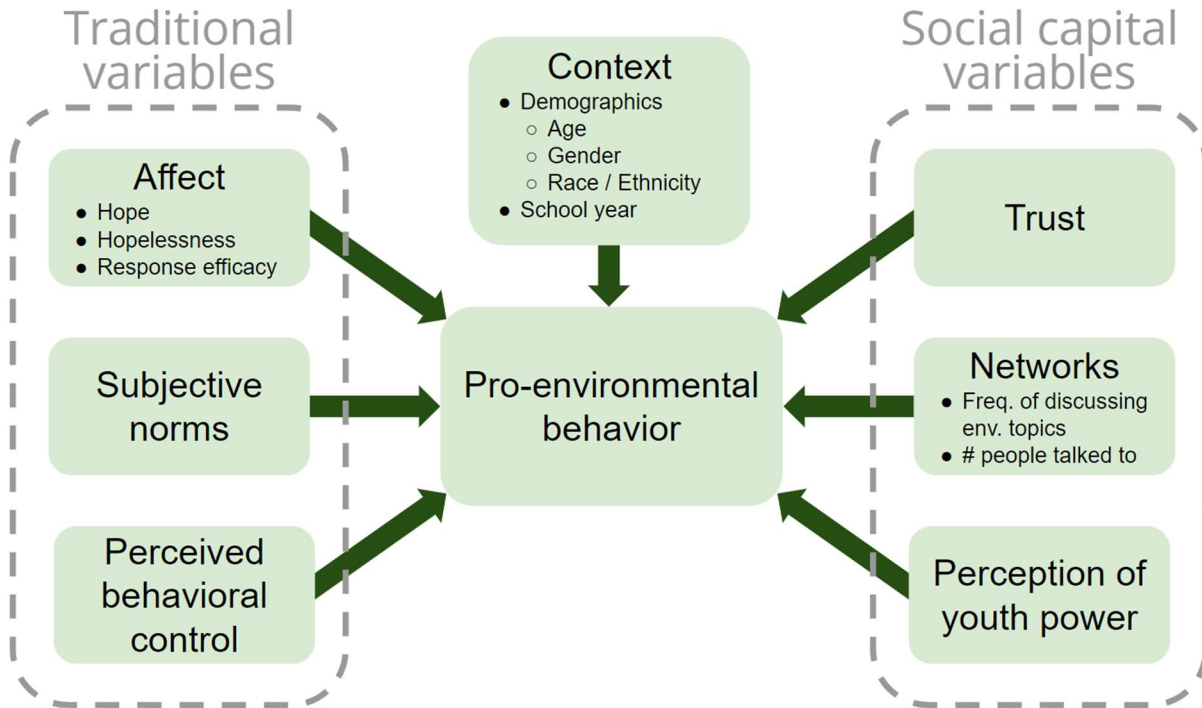 Traditional
variables
Affect
● Hope
● Hopelessness
● Response efficacy
Subjective
norms
Perceived
behavioral
control
Context
● Demographics
○ Age
○ Gender
○ Race / Ethnicity
● School year
Pro-environmental
behavior
Social capital
variables
Trust
Networks
● Freq. of discussing
env. topics
● # people talked to
Perception of
youth power